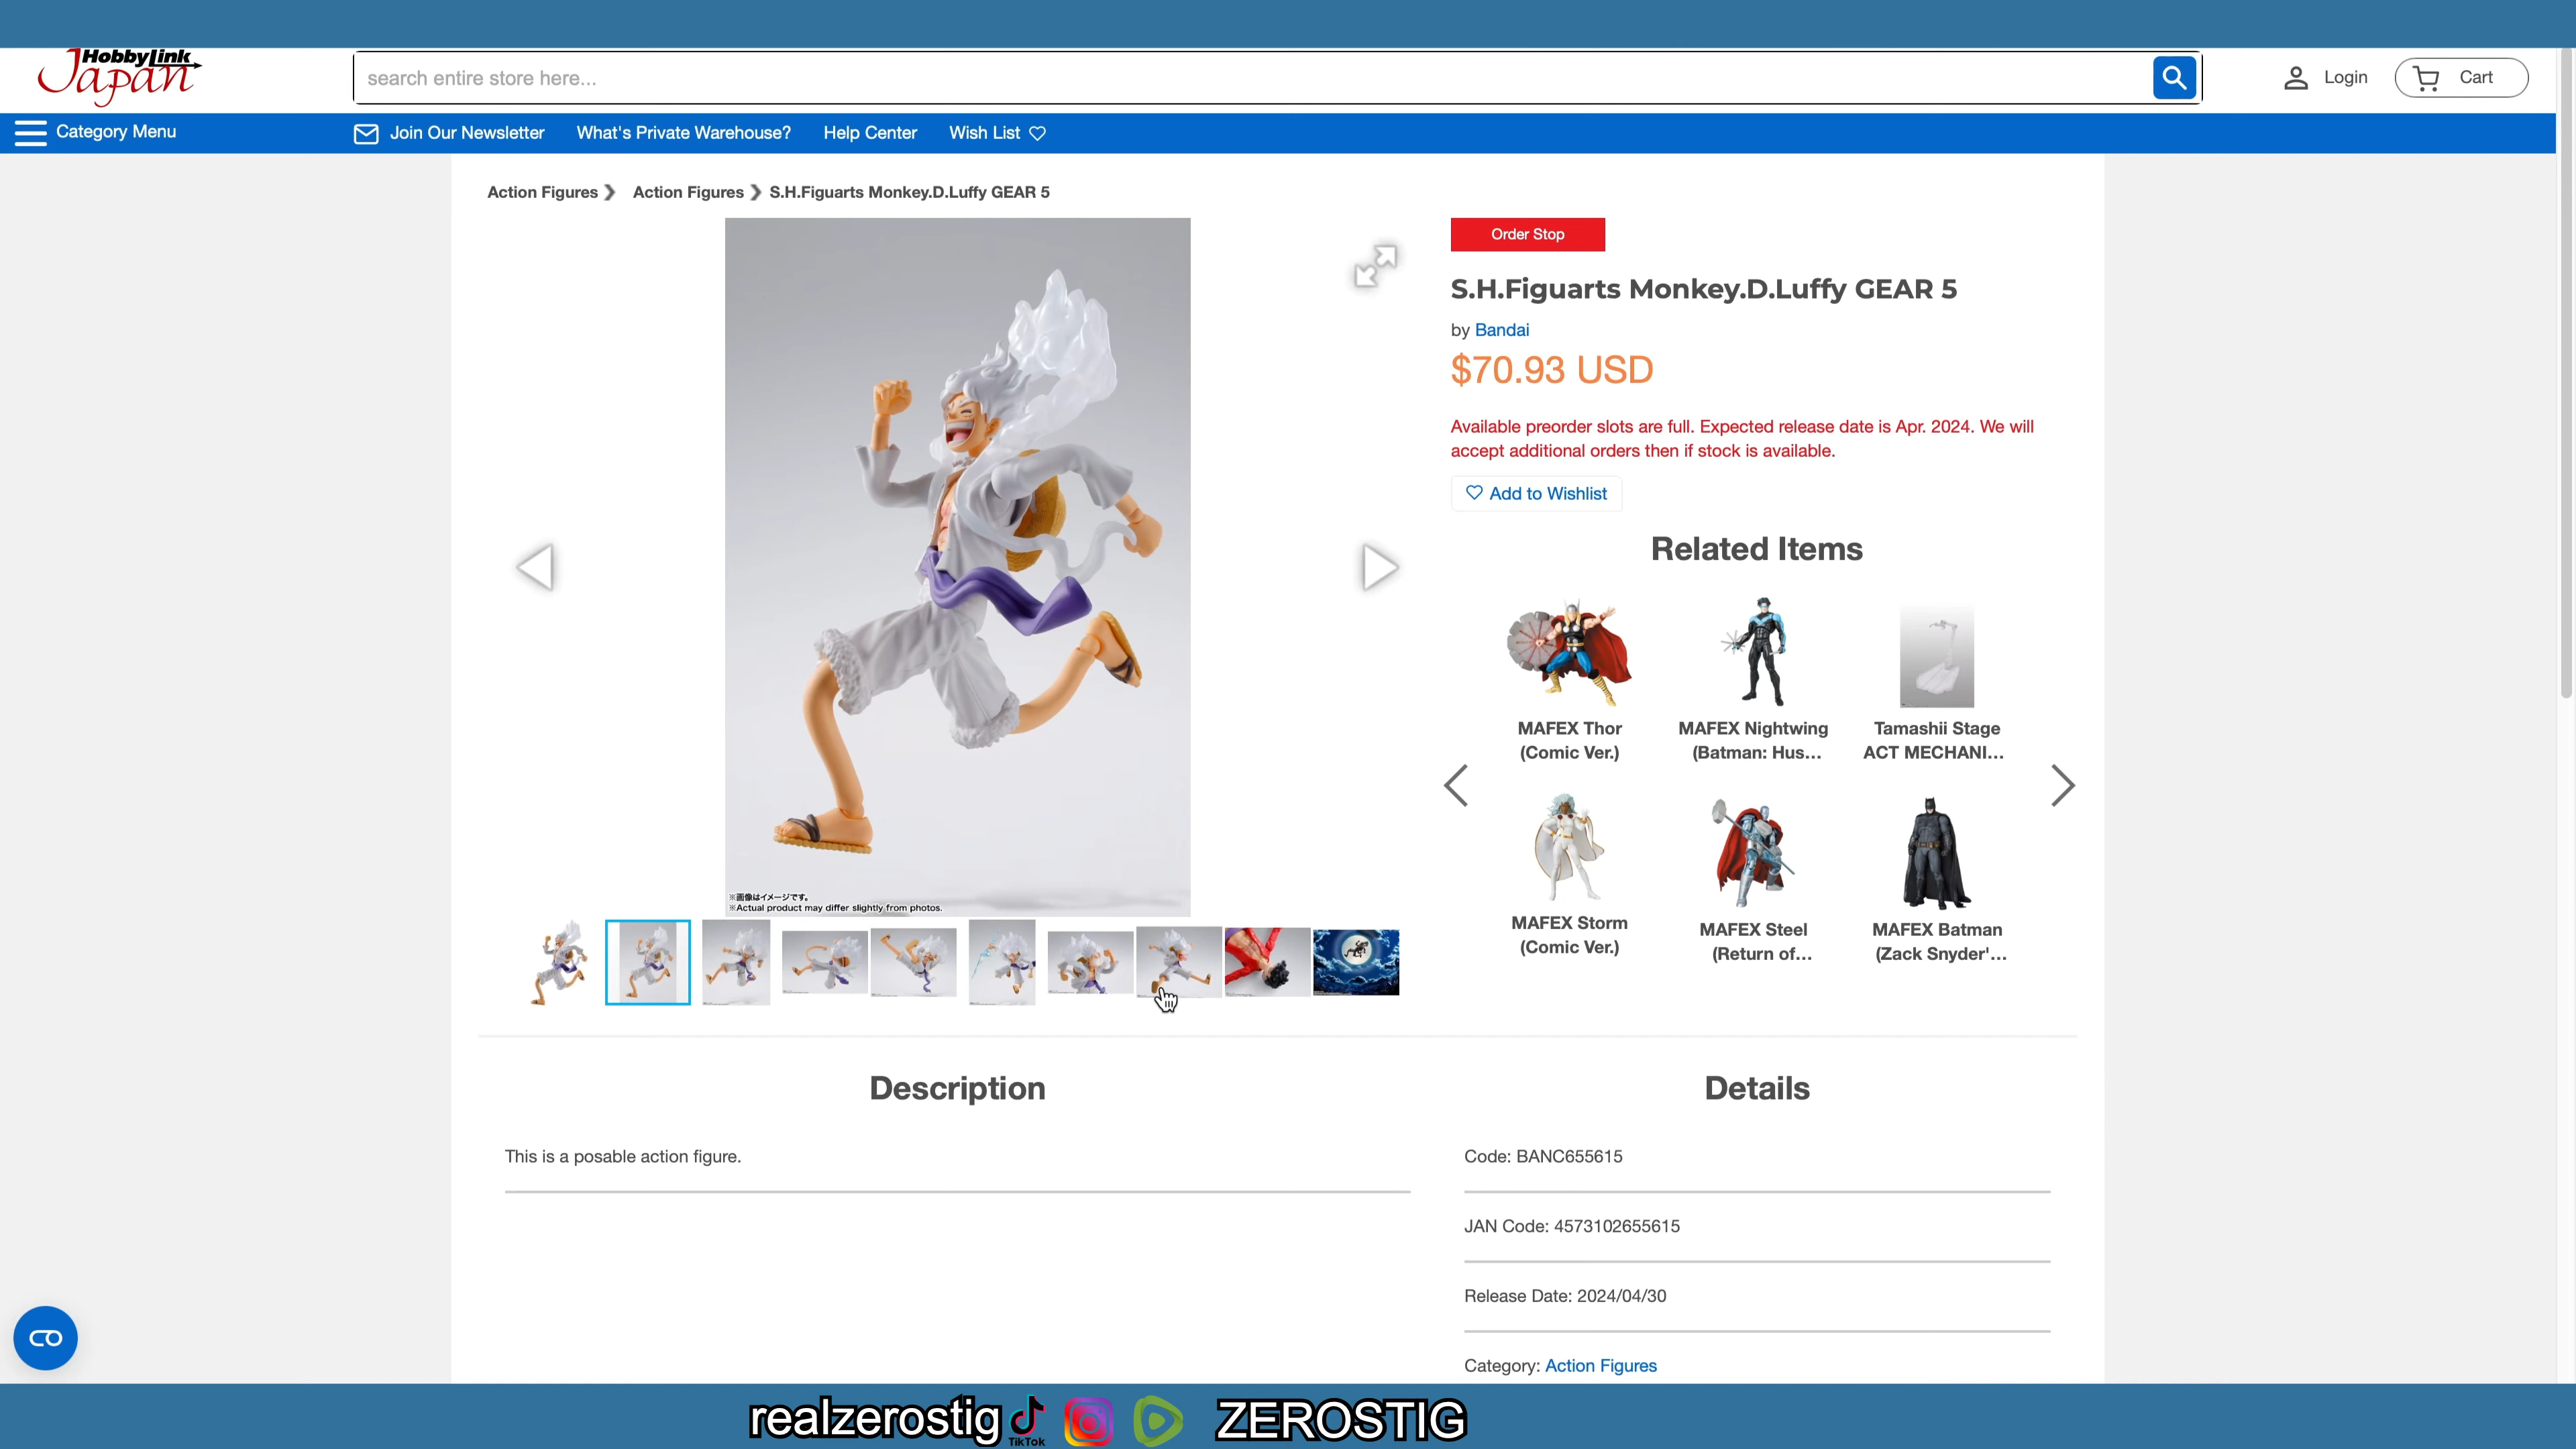 HobbyLink
Japan
search entire store here...
Login
Cart
Category Menu
Join Our Newsletter
What's Private Warehouse?
Help Center
Wish List
Action Figures ❯ Action Figures ❯ S.H.Figuarts Monkey.D.Luffy GEAR 5
Order Stop
S.H.Figuarts Monkey.D.Luffy GEAR 5
by Bandai
$70.93 USD
Available preorder slots are full. Expected release date is Apr. 2024. We will
accept additional orders then if stock is available.
Add to Wishlist
Related Items
MAFEX Thor
(Comic Ver.)
MAFEX Nightwing
(Batman: Hus...
Tamashii Stage
ACT MECHANI...
MAFEX Storm
(Comic Ver.)
MAFEX Steel
(Return of...
MAFEX Batman
(Zack Snyder'...
※画像はイメージです。
※Actual product may differ slightly from photos.
Description
This is a posable action figure.
Details
Code: BANC655615
JAN Code: 4573102655615
Release Date: 2024/04/30
Category: Action Figures
realzerostig
TikTok
ZEROSTIG